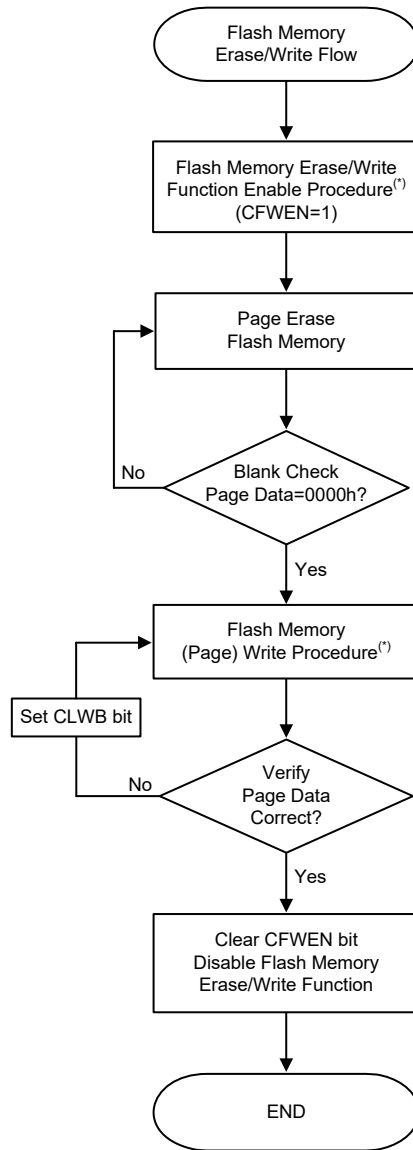 Flash Memory
Erase/Write Flow
Flash Memory Erase/Write
Function Enable Procedure(*)
(CFWEN=1)
Page Erase
Flash Memory
No
Blank Check
Page Data=0000h?
Yes
Flash Memory
(Page) Write Procedure(*)
Set CLWB bit
No
Verify
Page Data
Correct?
Yes
Clear CFWEN bit
Disable Flash Memory
Erase/Write Function
END